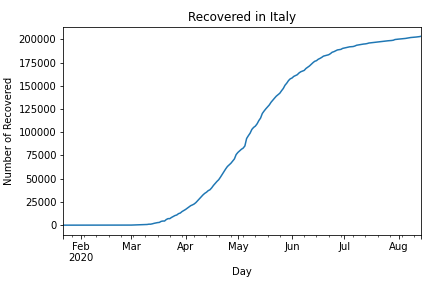 Recovered in Italy
Number of Recovered
200000
175000
150000
125000
100000
75000
50000
25000
0
Feb Mar Apr May Jun Jul Aug
2020
Day